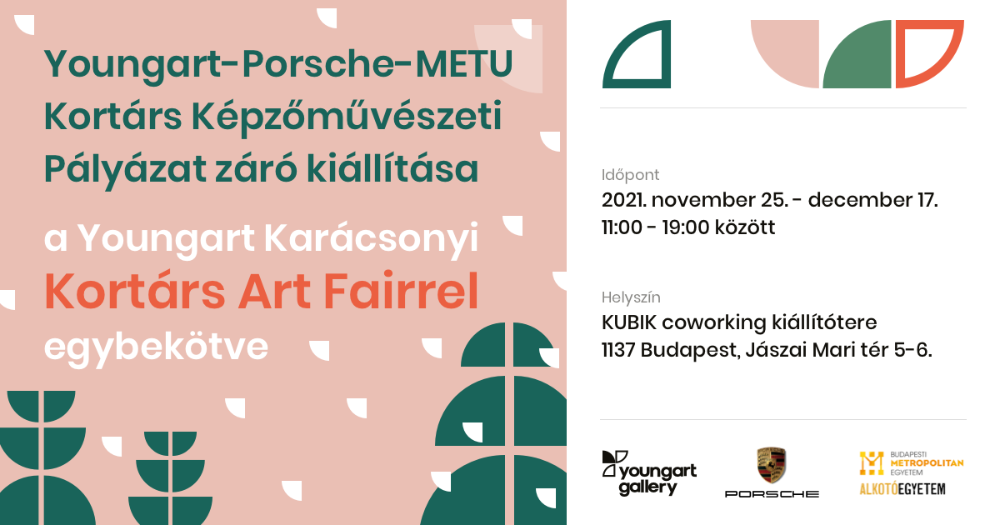 Youngart-Porsche-METU
Kortárs Képzőművészeti
Pályázat záró kiállítása
a Youngart Karácsonyi
Kortárs Art Fairrel
egybekötve
Időpont
2021. november 25. - december 17.
11:00 - 19:00 között
Helyszín
KUBIK coworking kiállítótere
1137 Budapest, Jászai Mari tér 5-6.
youngart
gallery
PORSCHE
BUDAPESTI
METROPOLITAN
EGYETEM
ALKOTÓEGYETEM